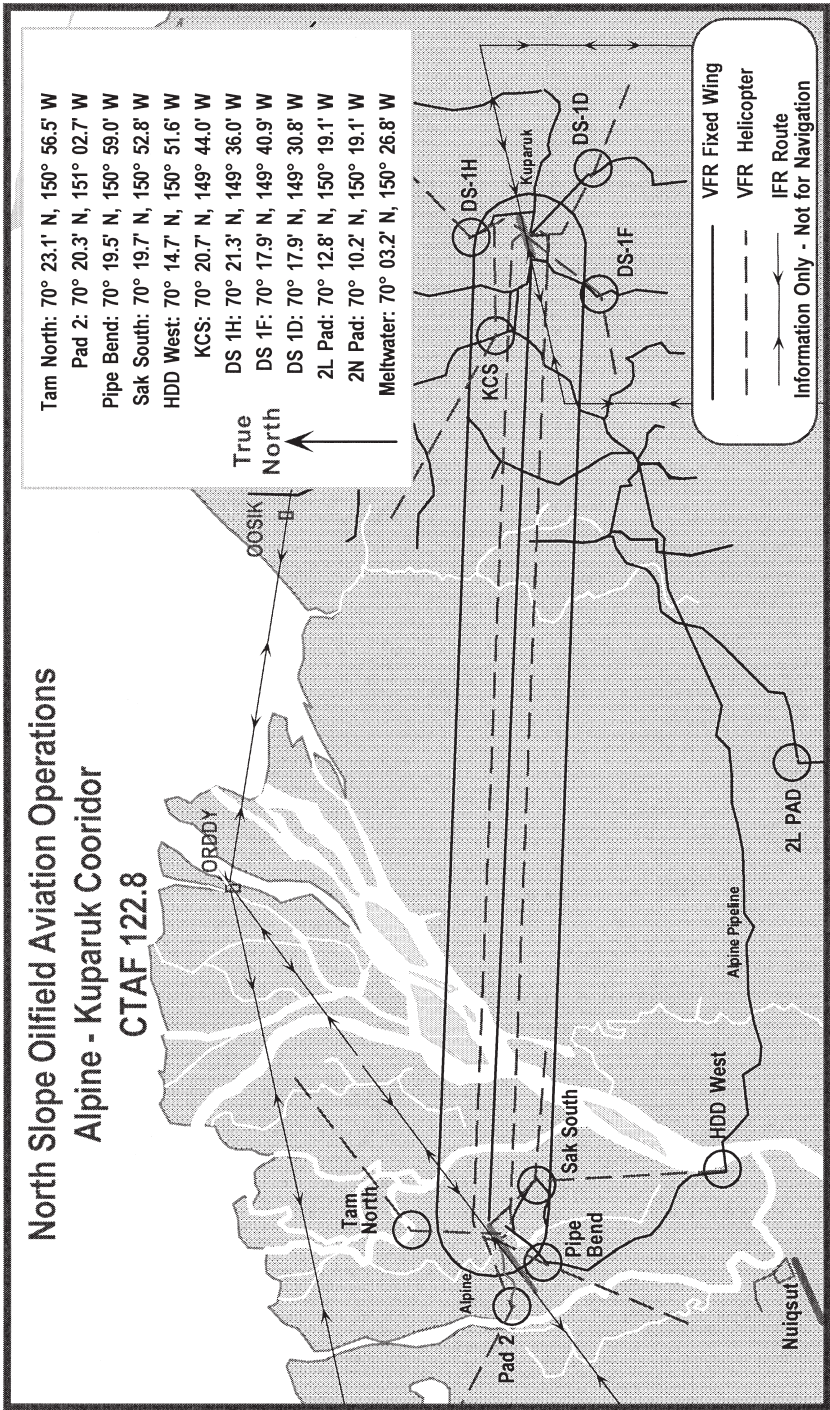 North Slope Oilfield Aviation Operations
Alpine - Kuparuk Cooridor
CTAF 122.8
Tam North: 70° 23.1' N, 150° 56.5' W
Pad 2: 70° 20.3' N, 151° 02.7' W
Pipe Bend: 70° 19.5' N, 150° 59.0' W
Sak South: 70° 19.7' N, 150° 52.8' W
HDD West: 70° 14.7' N, 150° 51.6' W
KCS: 70° 20.7' N, 149° 44.0' W
DS 1H: 70° 21.3' N, 149° 36.0' W
DS 1F: 70° 17.9' N, 149° 40.9' W
DS 1D: 70° 17.9' N, 149° 30.8' W
2L Pad: 70° 12.8' N, 150° 19.1' W
2N Pad: 70° 10.2' N, 150° 19.1' W
Meltwater: 70° 03.2' N, 150° 26.8' W
True
North
OOSIK
ORDDY
Tam
North
Alpine
Pad 2
Pipe
Bend
Sak South
HDD West
Nuiqsut
Alpine Pipeline
2L PAD
KCS
DS-1H
Kuparuk
DS-1D
DS-1F
VFR Fixed Wing
VFR Helicopter
IFR Route
Information Only - Not for Navigation